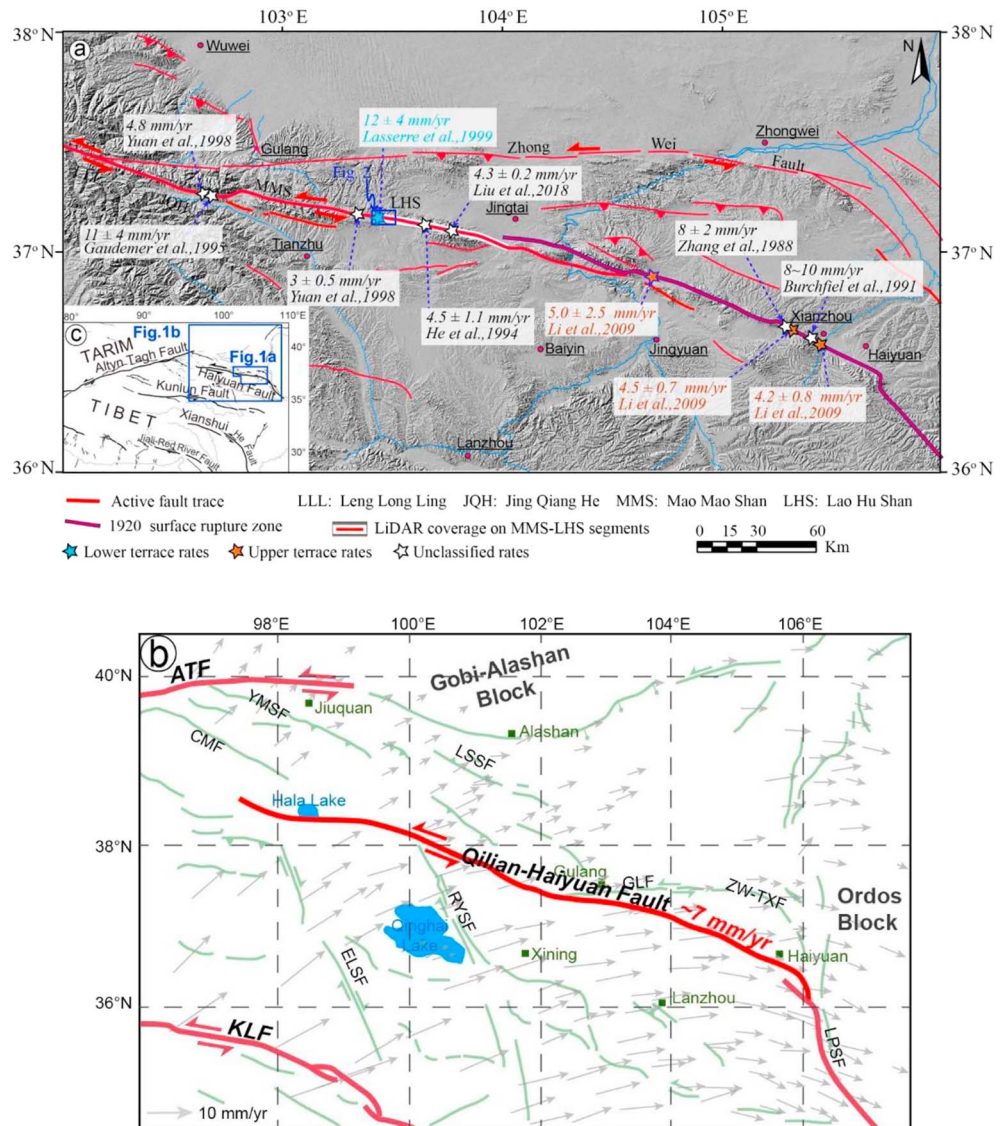 103°E
104°E
105°E
38°N
38°N
a
Wuwei
N
4.8 mm/yr
Yuan et al.,1998
12 ± 4 mm/yr
Lasserre et al.,1999
Zhongwei
Gulang
Zhong
Wei
Fault
Fig. 2
4.3 ± 0.2 mm/yr
Liu et al.,2018
MMS
LHS
JQH
Jingtai
37°N
37°N
11 ± 4 mm/yr
Gaudemer et al.,1995
Tianzhu
8 ± 2 mm/yr
Zhang et al.,1988
3 ± 0.5 mm/yr
Yuan et al.,1998
8~10 mm/yr
Burchfiel et al.,1991
4.5 ± 1.1 mm/yr
He et al.,1994
5.0 ± 2.5 mm/yr
Li et al.,2009
Xianzhou
Baiyin
Jingyuan
Haiyuan
4.5 ± 0.7 mm/yr
Li et al.,2009
4.2 ± 0.8 mm/yr
Li et al.,2009
Lanzhou
36°N
36°N
c
80°
90°
100°
110°E
Fig.1b
TARIM
40°
Altyn Tagh Fault
Fig.1a
Haiyuan Fault
Kunlun Fault
35°
TIBET
Xianshui
He Fault
Jiali-Red River Fault
30°
Active fault trace
LLL: Leng Long Ling JQH: Jing Qiang He MMS: Mao Mao Shan LHS: Lao Hu Shan
1920 surface rupture zone
LiDAR coverage on MMS-LHS segments
0 15 30 60
Km
Lower terrace rates
Upper terrace rates
Unclassified rates
98°E
100°E
102°E
104°E
106°E
b
40°N
ATF
Gobi-Alashan
Block
YMSF
Jiuquan
CMF
Alashan
LSSF
Hala Lake
38°N
Qilian-Haiyuan Fault
Gulang
GLF
ZW-TXF
~7 mm/yr
Ordos
Block
RYSF
Qinghai
Lake
ELSF
Xining
Haiyuan
36°N
Lanzhou
KLF
LPSF
10 mm/yr